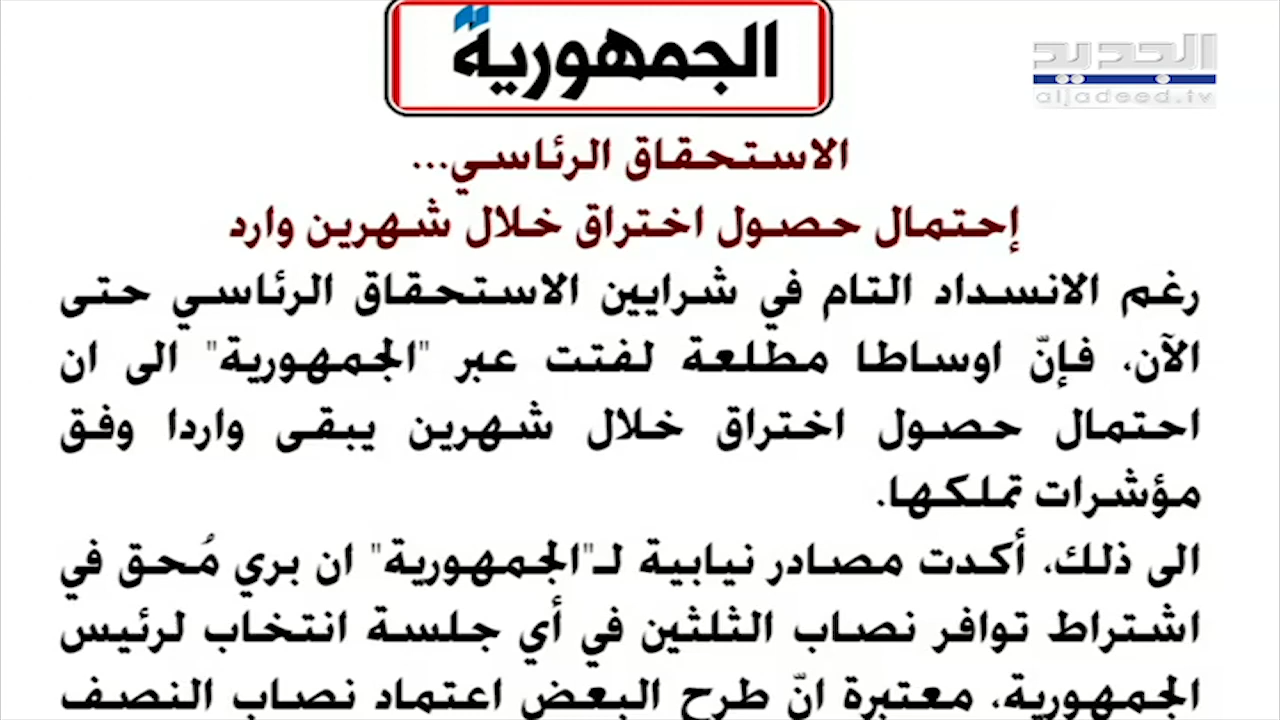 الجمهورية
الجديد
aljadeed.tv
الاستحقاق الرئاسي...
إحتمال حصول اختراق خلال شهرين وارد
رغم الانسداد التام في شرايين الاستحقاق الرئاسي حتى
الآن، فإنّ اوساطا مطلعة لفتت عبر "الجمهورية" الى ان
احتمال حصول اختراق خلال شهرين يبقى واردا وفق
مؤشرات تملكها.
الى ذلك، أكدت مصادر نيابية لـ"الجمهورية" ان بري مُحق في
اشتراط توافر نصاب الثلثين في أي جلسة انتخاب لرئيس
الجمهورية، معتبرة انّ طرح البعض اعتماد نصاب النصف